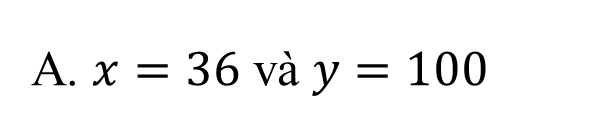 A. x = 36 và y = 100